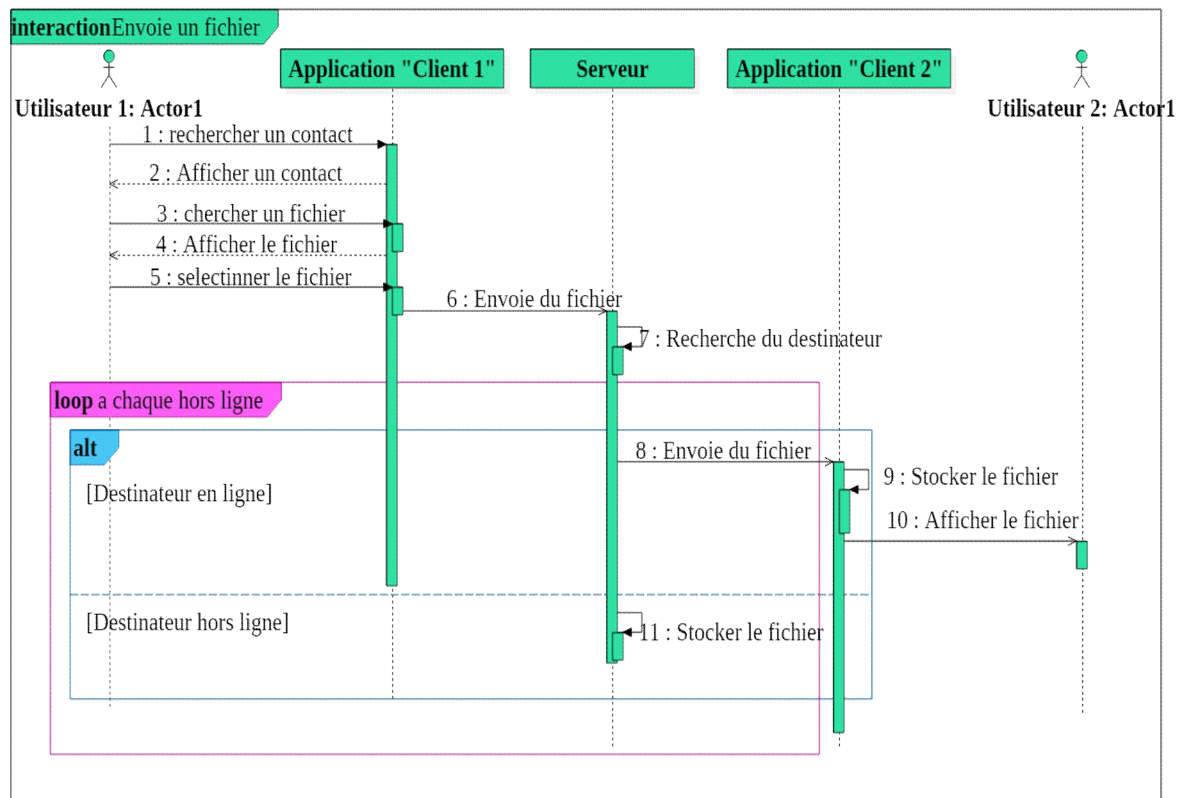 interactionEnvoie un fichier
Application "Client 1"
Serveur
Application "Client 2"
Utilisateur 1: Actor1
Utilisateur 2: Actor1
1 : rechercher un contact
2 : Afficher un contact
3 : chercher un fichier
4 : Afficher le fichier
5 : selectinner le fichier
6 : Envoie du fichier
7 : Recherche du destinateur
loop a chaque hors ligne
alt
8 : Envoie du fichier
9 : Stocker le fichier
[Destinateur en ligne]
10 : Afficher le fichier
[Destinateur hors ligne]
11 : Stocker le fichier